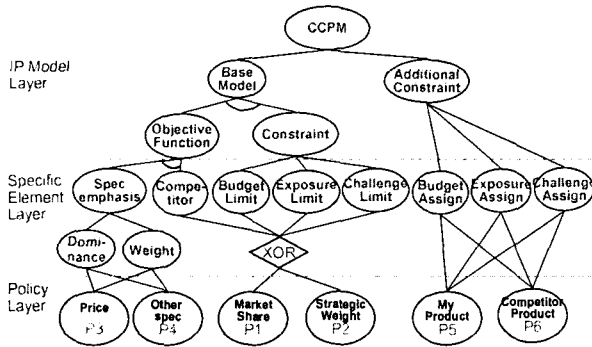 CCPM
IP Model
Layer
Base
Model
Additional
Constraint
Objective
Function
Constraint
Specific
Element
Layer
Spec
emphasis
Compe-
titor
Budget
Limit
Exposure
Limit
Challenge
Limit
Budget
Assign
Exposure
Assign
Challenge
Assign
Domi-
nance
Weight
XOR
Policy
Layer
Price
P3
Other
spec
P4
Market
Share
P1
Strategic
Weight
P2
My
Product
P5
Competitor
Product
P6